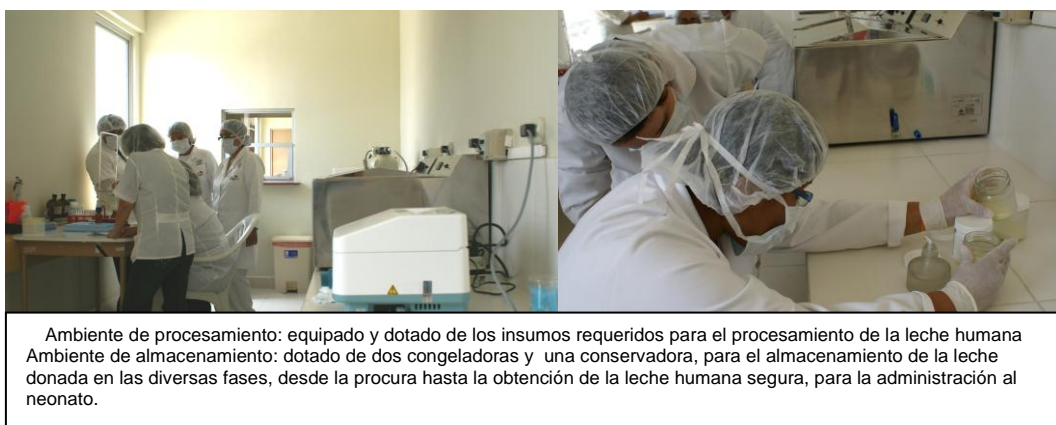 Ambiente de procesamiento: equipado y dotado de los insumos requeridos para el procesamiento de la leche humana
Ambiente de almacenamiento: dotado de dos congeladoras y una conservadora, para el almacenamiento de la leche
donada en las diversas fases, desde la procura hasta la obtención de la leche humana segura, para la administración al
neonato.